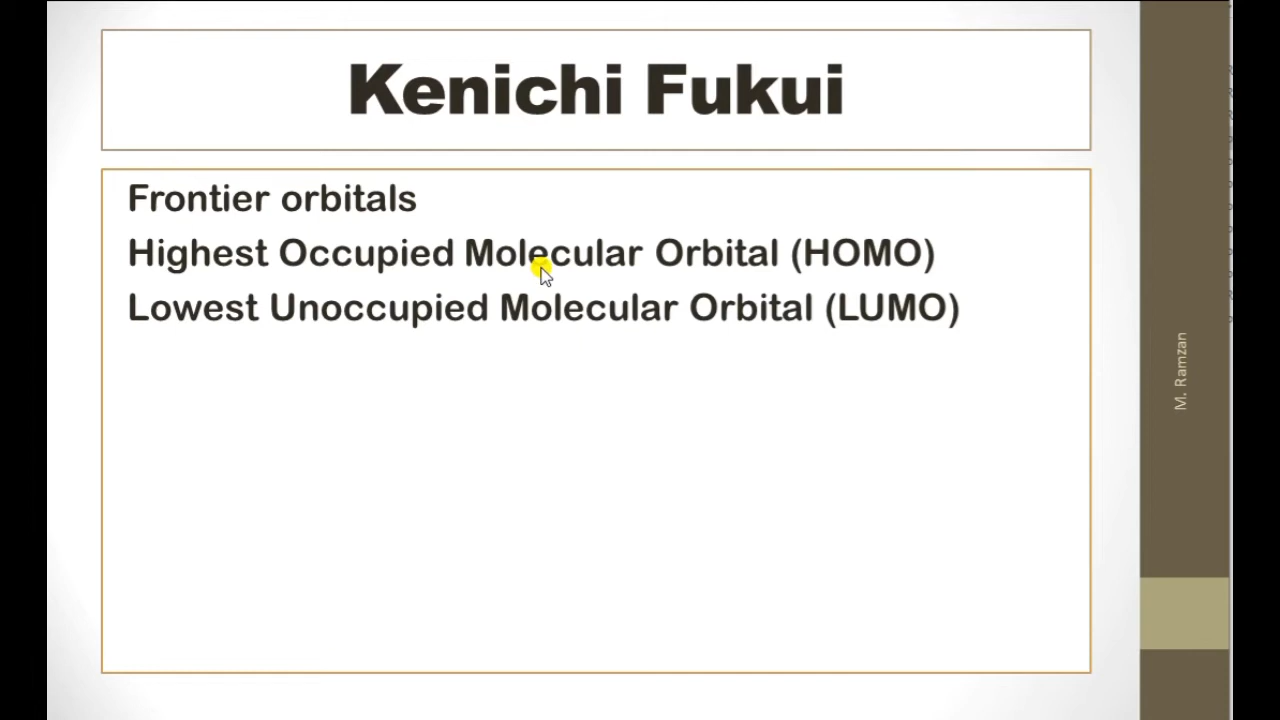 Kenichi Fukui
Frontier orbitals
Highest Occupied Molecular Orbital (HOMO)
Lowest Unoccupied Molecular Orbital (LUMO)
M. Ramzan